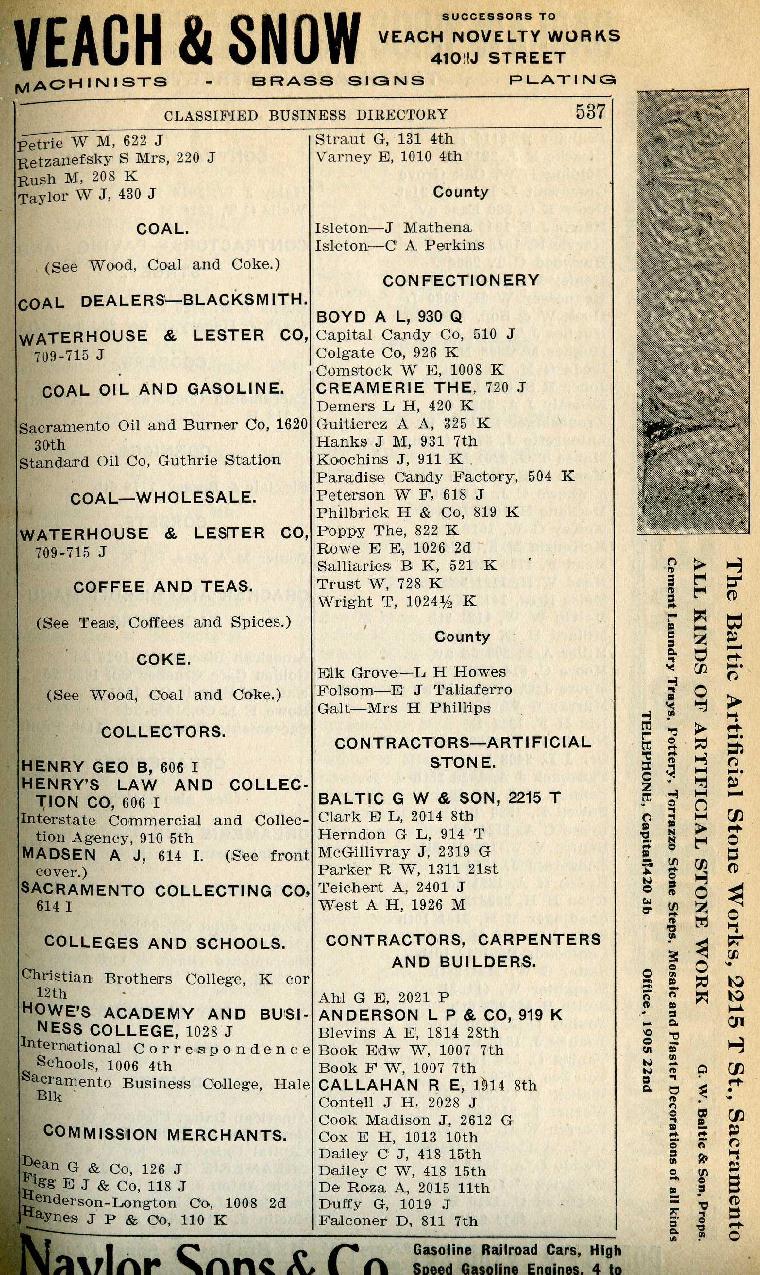 VEACH & SNOW
SUCCESSORS TO
VEACH NOVELTY WORKS
410 J STREET
MACHINISTS - BRASS SIGNS PLATING
CLASSIFIED BUSINESS DIRECTORY 537
Petrie W M, 622 J
Retzanefsky S Mrs, 220 J
Rush M, 208 K
Taylor W J, 430 J
COAL.
(See Wood, Coal and Coke.)
COAL DEALERS—BLACKSMITH.
WATERHOUSE & LESTER CO,
709-715 J
COAL OIL AND GASOLINE.
Sacramento Oil and Burner Co, 1620
30th
Standard Oil Co, Guthrie Station
COAL—WHOLESALE.
WATERHOUSE & LESTER CO,
709-715 J
COFFEE AND TEAS.
(See Teas, Coffees and Spices.)
COKE.
(See Wood, Coal and Coke.)
COLLECTORS.
HENRY GEO B, 606 I
HENRY'S LAW AND COLLEC-
TION CO, 606 I
Interstate Commercial and Collec-
tion Agency, 910 5th
MADSEN A J, 614 I. (See front
cover.)
SACRAMENTO COLLECTING CO,
614 I
COLLEGES AND SCHOOLS.
Christian Brothers College, K cor
12th
HOWE'S ACADEMY AND BUSI-
NESS COLLEGE, 1028 J
International Correspondence
Schools, 1006 4th
Sacramento Business College, Hale
Blk
COMMISSION MERCHANTS.
Dean G & Co, 126 J
Figg E J & Co, 118 J
Henderson-Longton Co, 1008 2d
Haynes J P & Co, 110 K
Straut G, 131 4th
Varney E, 1010 4th
County
Isleton—J Mathena
Isleton—C A Perkins
CONFECTIONERY
BOYD A L, 930 Q
Capital Candy Co, 510 J
Colgate Co, 926 K
Comstock W E, 1008 K
CREAMERIE THE, 720 J
Demers L H, 420 K
Guitierez A A, 325 K
Hanks J M, 931 7th
Koochins J, 911 K
Paradise Candy Factory, 504 K
Peterson W F, 618 J
Philbrick H & Co, 819 K
Poppy The, 822 K
Rowe E E, 1026 2d
Salliaries B K, 521 K
Trust W, 728 K
Wright T, 1024½ K
County
Elk Grove—L H Howes
Folsom—E J Taliaferro
Galt—Mrs H Phillips
CONTRACTORS—ARTIFICIAL
STONE.
BALTIC G W & SON, 2215 T
Clark E L, 2014 8th
Herndon G L, 914 T
McGillivray J, 2319 G
Parker R W, 1311 21st
Teichert A, 2401 J
West A H, 1926 M
CONTRACTORS, CARPENTERS
AND BUILDERS.
Ahl G E, 2021 P
ANDERSON L P & CO, 919 K
Blevins A E, 1814 28th
Book Edw W, 1007 7th
Book F W, 1007 7th
CALLAHAN R E, 1914 8th
Contell J H, 2028 J
Cook Madison J, 2612 G
Cox E H, 1013 10th
Dailey C J, 418 15th
Dailey C W, 418 15th
De Roza A, 2015 11th
Duffy G, 1019 J
Falconer D, 811 7th
The Baltic Artificial Stone Works, 2215 T St., Sacramento
ALL KINDS OF ARTIFICIAL STONE WORK G. W. Baltic & Son, Props.
Cement Laundry Trays, Pottery, Torrazzo Stone Steps, Mosaic and Plaster Decorations of all kinds
TELEPHONE, Capital 420 3b Office, 1905 22nd
Naylor Sons & Co
Gasoline Railroad Cars, High
Speed Gasoline Engines, 4 to